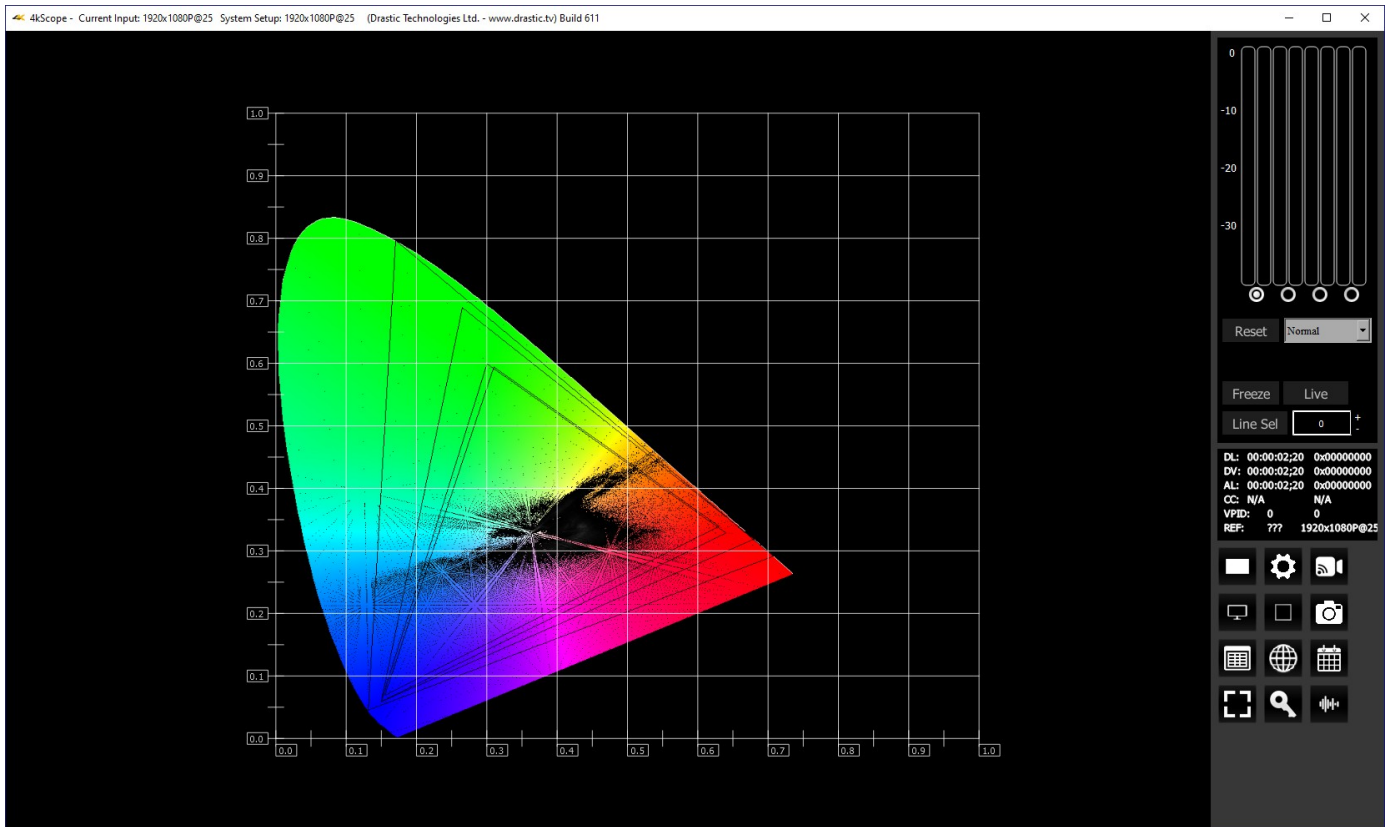 4kScope - Current Input: 1920x1080P@25 System Setup: 1920x1080P@25 (Drastic Technologies Ltd. - www.drastic.tv) Build 611
1.0
0.9
0.8
0.7
0.6
0.5
0.4
0.3
0.2
0.1
0.0
0.0 0.1 0.2 0.3 0.4 0.5 0.6 0.7 0.8 0.9 1.0
0
-10
-20
-30
Reset Normal
Freeze Live
Line Sel 0 + -
DL: 00:00:02;20 0x00000000
DV: 00:00:02;20 0x00000000
AL: 00:00:02;20 0x00000000
CC: N/A N/A
VPID: 0 0
REF: ??? 1920x1080P@25